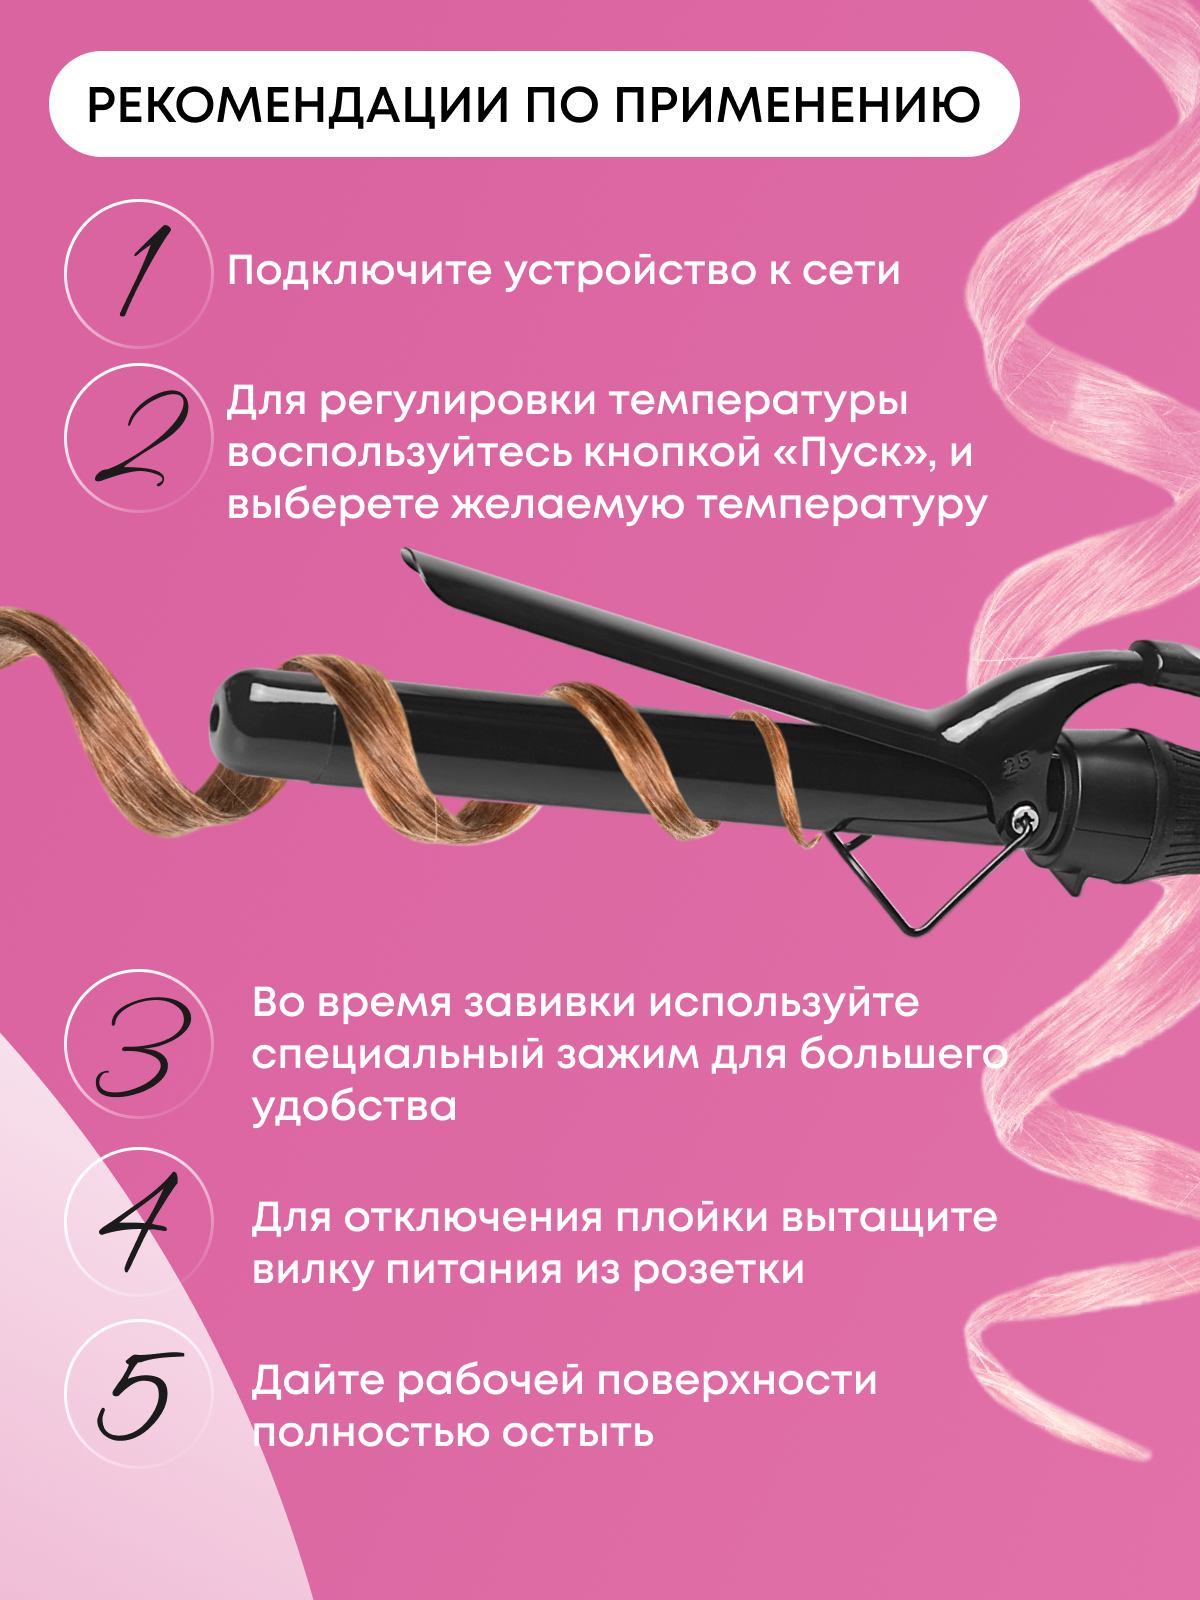 РЕКОМЕНДАЦИИ ПО ПРИМЕНЕНИЮ
1
Подключите устройство к сети
2
Для регулировки температуры
воспользуйтесь кнопкой «Пуск», и
выберете желаемую температуру
25
3
Во время завивки используйте
специальный зажим для большего
удобства
4
Для отключения плойки вытащите
вилку питания из розетки
5
Дайте рабочей поверхности
полностью остыть